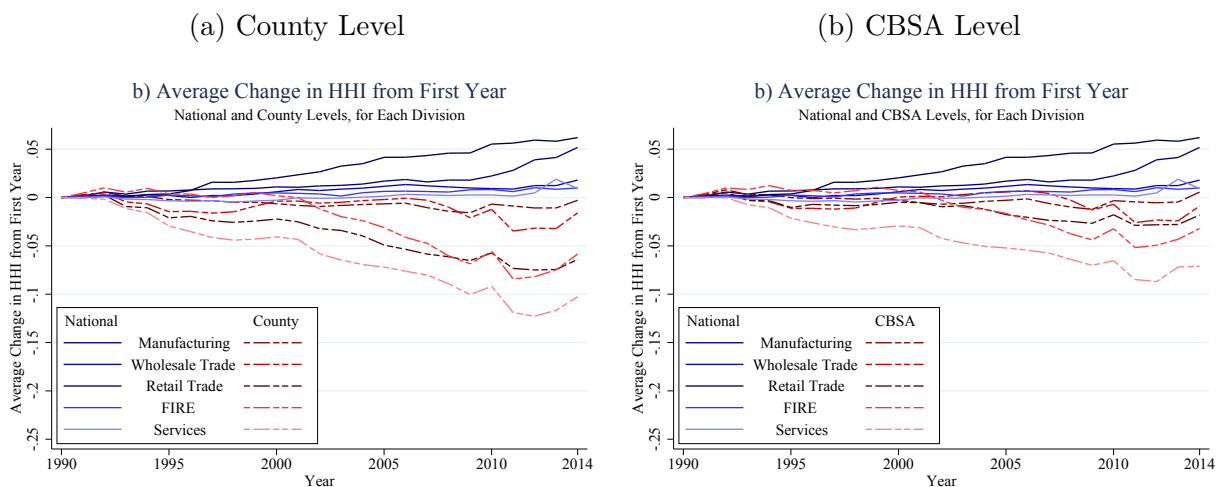 (a) County Level
b) Average Change in HHI from First Year
National and County Levels, for Each Division
Average Change in HHI from First Year
.05
0
-.05
-.1
-.15
-.2
-.25
National County
Manufacturing
Wholesale Trade
Retail Trade
FIRE
Services
1990 1995 2000 2005 2010 2014
Year
(b) CBSA Level
b) Average Change in HHI from First Year
National and CBSA Levels, for Each Division
Average Change in HHI from First Year
.05
0
-.05
-.1
-.15
-.2
-.25
National CBSA
Manufacturing
Wholesale Trade
Retail Trade
FIRE
Services
1990 1995 2000 2005 2010 2014
Year